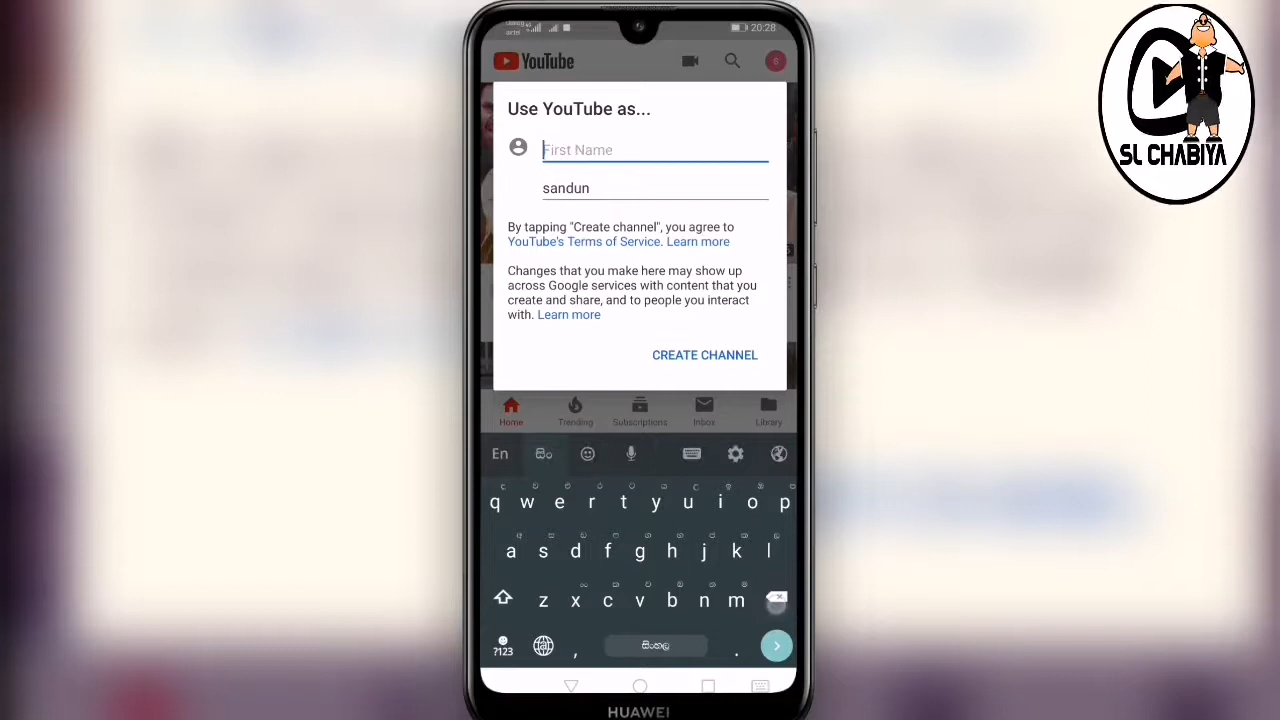 airtel
20:28
YouTube
6
Use YouTube as...
First Name
sandun
By tapping "Create channel", you agree to
YouTube's Terms of Service. Learn more
Changes that you make here may show up
across Google services with content that you
create and share, and to people you interact
with. Learn more
CREATE CHANNEL
Home Trending Subscriptions Inbox Library
En සිං
q w e r t y u i o p
a s d f g h j k l
z x c v b n m
?123 , සිංහල .
HUAWEI
SL CHABIYA